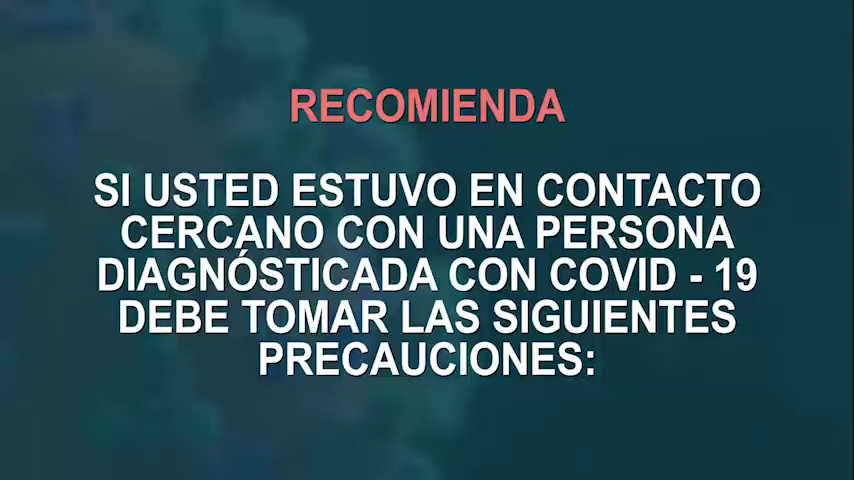 RECOMIENDA
SI USTED ESTUVO EN CONTACTO
CERCANO CON UNA PERSONA
DIAGNÓSTICADA CON COVID - 19
DEBE TOMAR LAS SIGUIENTES
PRECAUCIONES: